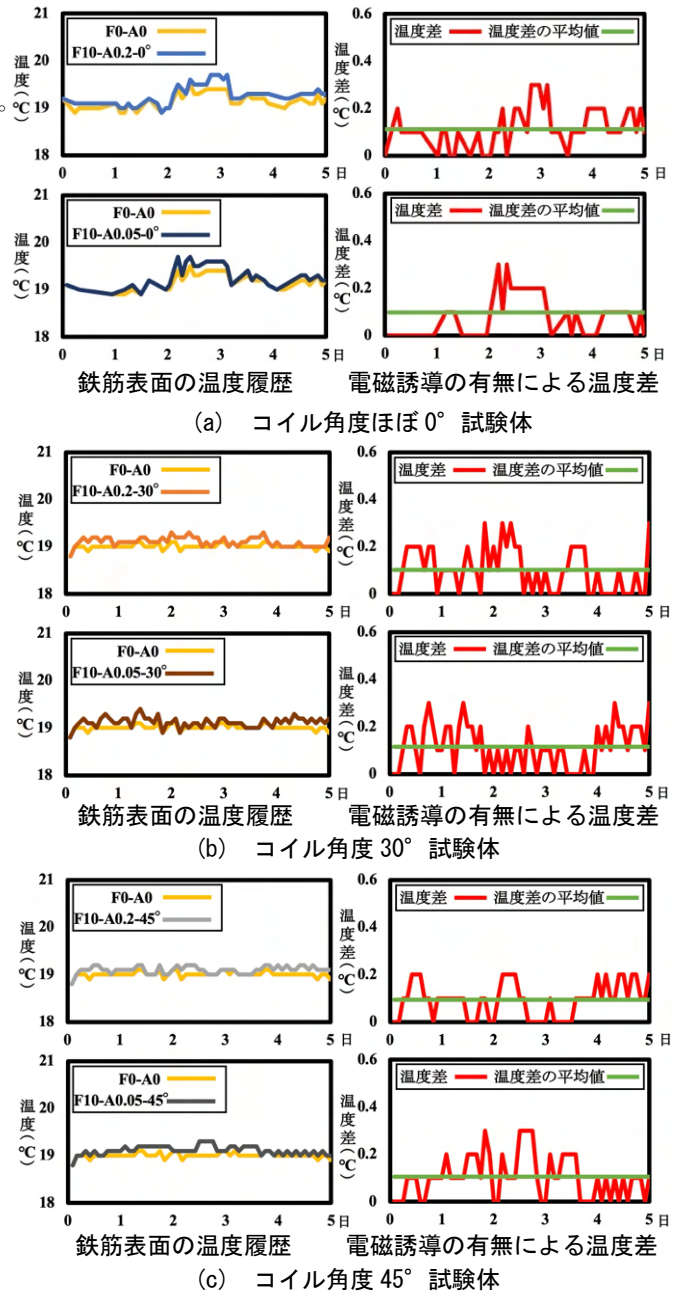 21
20
19
18
温度(℃)
F0-A0
F10-A0.2-0°
0 1 2 3 4 5 日
0.6
0.4
0.2
0
温度差(℃)
温度差 温度差の平均値
0 1 2 3 4 5 日
21
20
19
18
温度(℃)
F0-A0
F10-A0.05-0°
0 1 2 3 4 5 日
0.6
0.4
0.2
0
温度差(℃)
温度差 温度差の平均値
0 1 2 3 4 5 日
鉄筋表面の温度履歴 電磁誘導の有無による温度差
(a) コイル角度ほぼ0°試験体
21
20
19
18
温度(℃)
F0-A0
F10-A0.2-30°
0 1 2 3 4 5 日
0.6
0.4
0.2
0
温度差(℃)
温度差 温度差の平均値
0 1 2 3 4 5 日
21
20
19
18
温度(℃)
F0-A0
F10-A0.05-30°
0 1 2 3 4 5 日
0.6
0.4
0.2
0
温度差(℃)
温度差 温度差の平均値
0 1 2 3 4 5 日
鉄筋表面の温度履歴 電磁誘導の有無による温度差
(b) コイル角度30°試験体
21
20
19
18
温度(℃)
F0-A0
F10-A0.2-45°
0 1 2 3 4 5 日
0.6
0.4
0.2
0
温度差(℃)
温度差 温度差の平均値
0 1 2 3 4 5 日
21
20
19
18
温度(℃)
F0-A0
F10-A0.05-45°
0 1 2 3 4 5 日
0.6
0.4
0.2
0
温度差(℃)
温度差 温度差の平均値
0 1 2 3 4 5 日
鉄筋表面の温度履歴 電磁誘導の有無による温度差
(c) コイル角度45°試験体